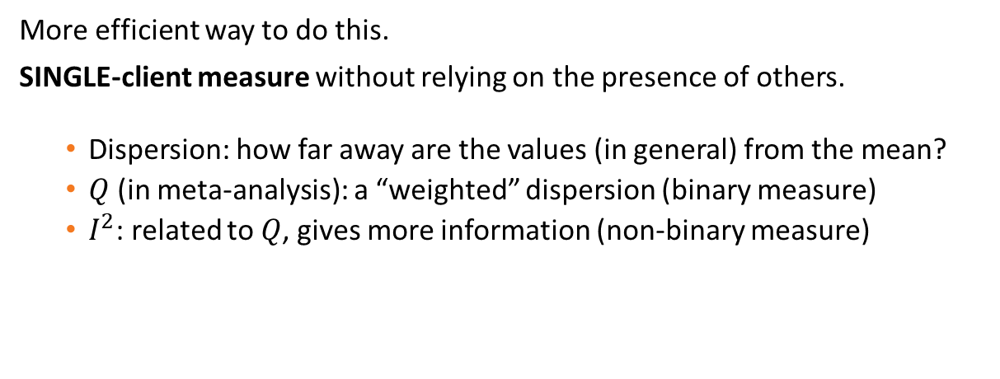 More efficient way to do this.
SINGLE-client measure without relying on the presence of others.
• Dispersion: how far away are the values (in general) from the mean?
• Q (in meta-analysis): a “weighted” dispersion (binary measure)
• I²: related to Q, gives more information (non-binary measure)